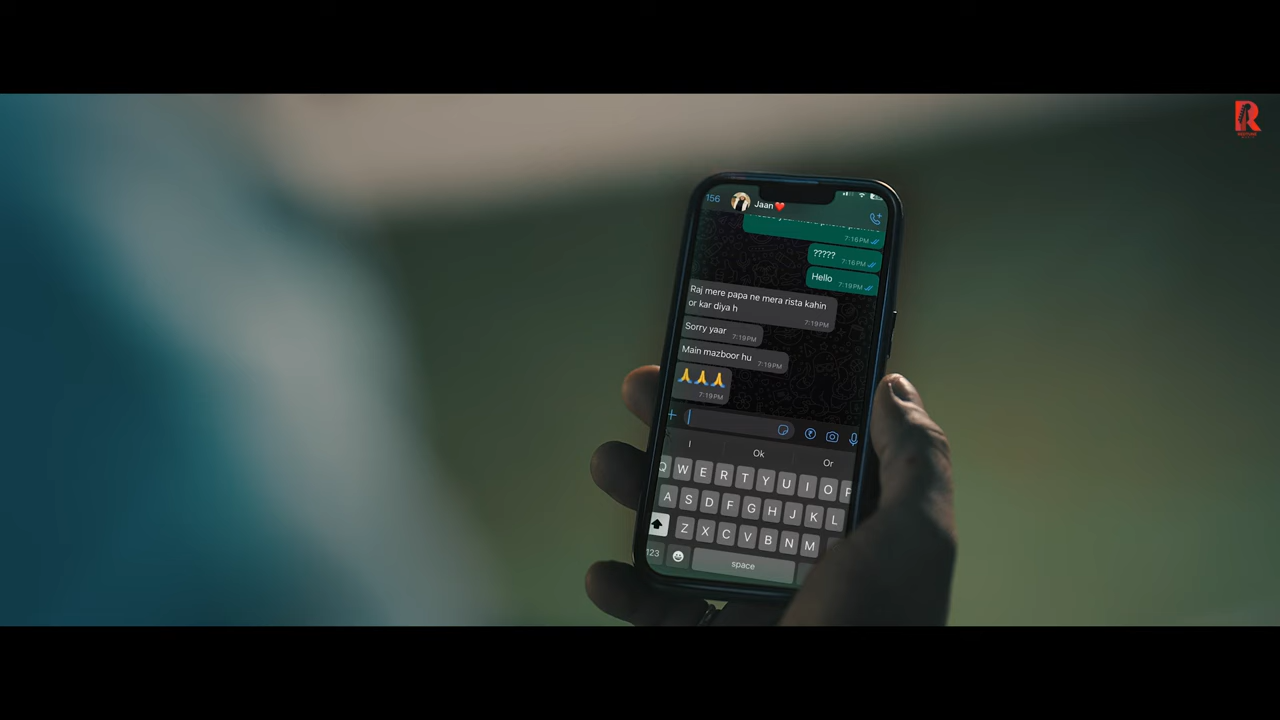 156
Jaan❤️
7:16 PM
?????
7:16 PM
Hello
7:19 PM
Raj mere papa ne mera rista kahin
or kar diya h
7:19 PM
Sorry yaar
7:19 PM
Main mazboor hu
7:19 PM
🙏🙏🙏
7:19 PM
I Ok Or
Q W E R T Y U I O P
A S D F G H J K L
Z X C V B N M
123 space
R